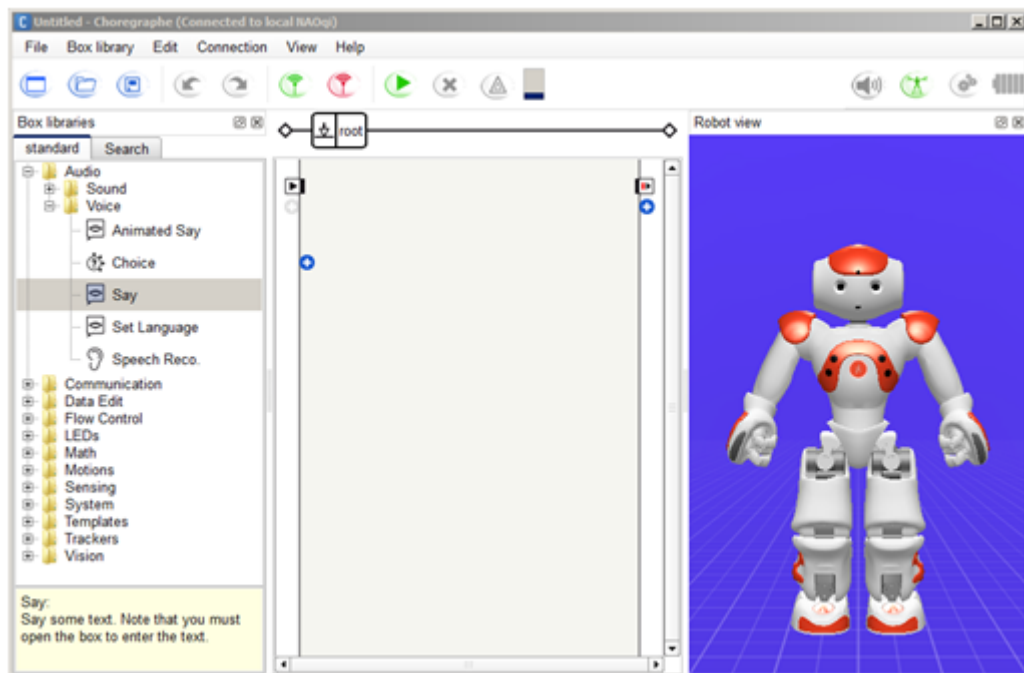 Untitled - Choregraphe (Connected to local NAOqi)
File Box library Edit Connection View Help
Box libraries
standard Search
Audio
Sound
Voice
Animated Say
Choice
Say
Set Language
Speech Reco.
Communication
Data Edit
Flow Control
LEDs
Math
Motions
Sensing
System
Templates
Trackers
Vision
Say:
Say some text. Note that you must
open the box to enter the text.
root
Robot view